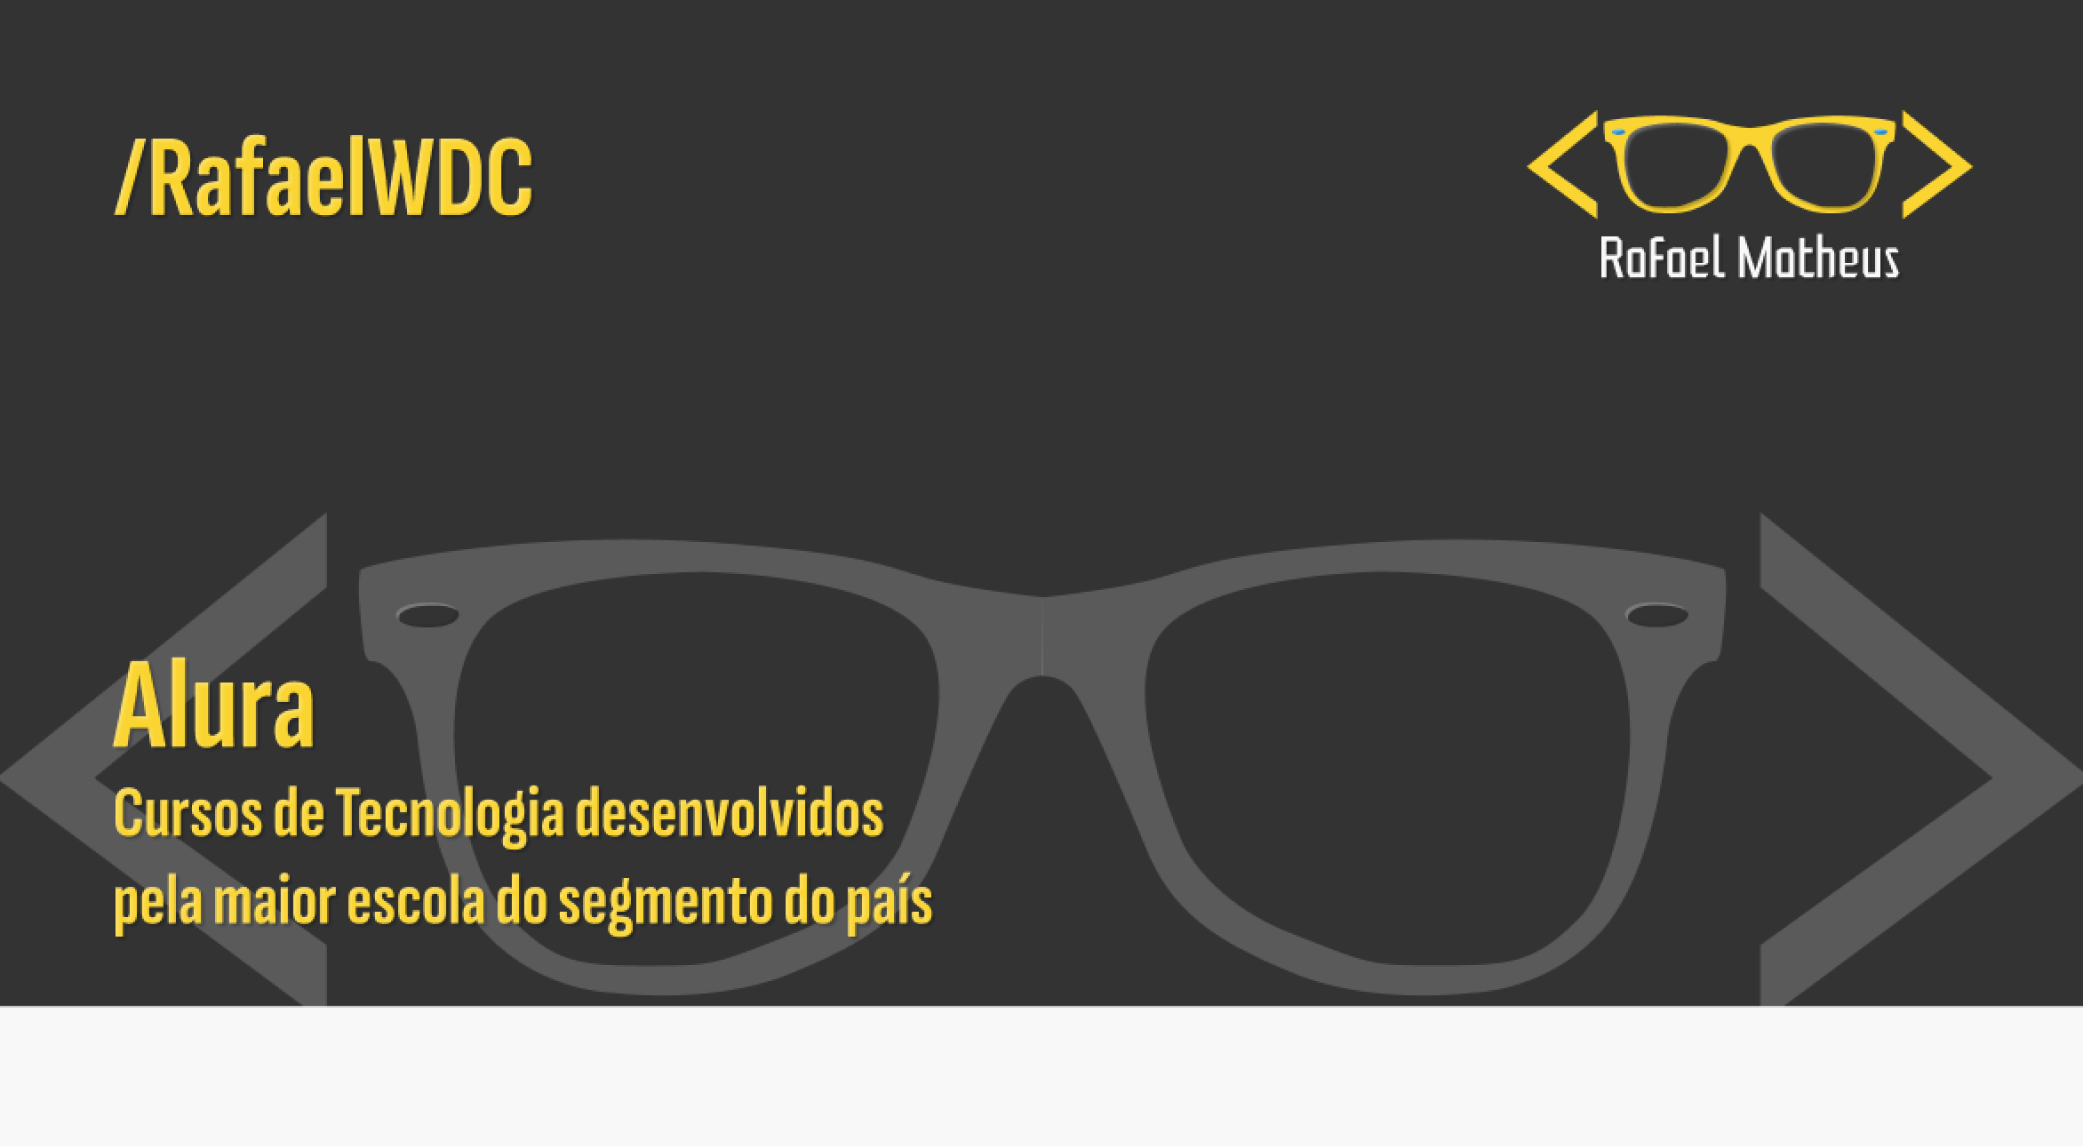 /RafaelWDC
Rafael Matheus
Alura
Cursos de Tecnologia desenvolvidos
pela maior escola do segmento do país